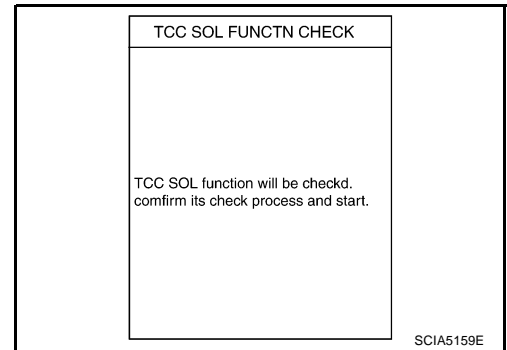 TCC SOL FUNCTN CHECK
TCC SOL function will be checkd.
comfirm its check process and start.
SCIA5159E